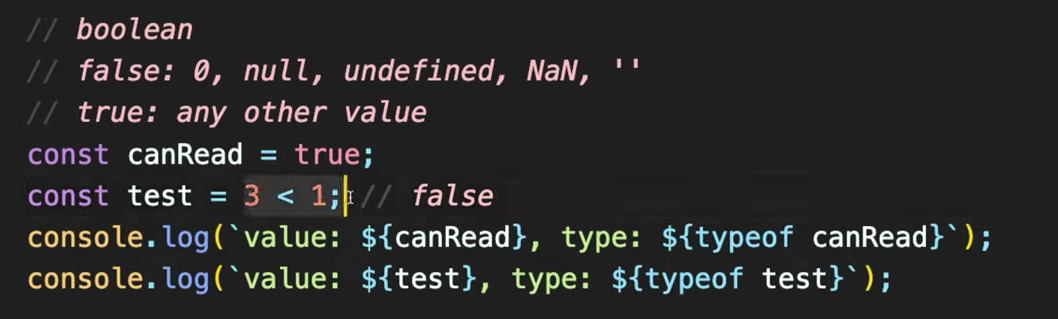 // boolean
// false: 0, null, undefined, NaN, ''
// true: any other value
const canRead = true;
const test = 3 < 1; // false
console.log(`value: ${canRead}, type: ${typeof canRead}`);
console.log(`value: ${test}, type: ${typeof test}`);